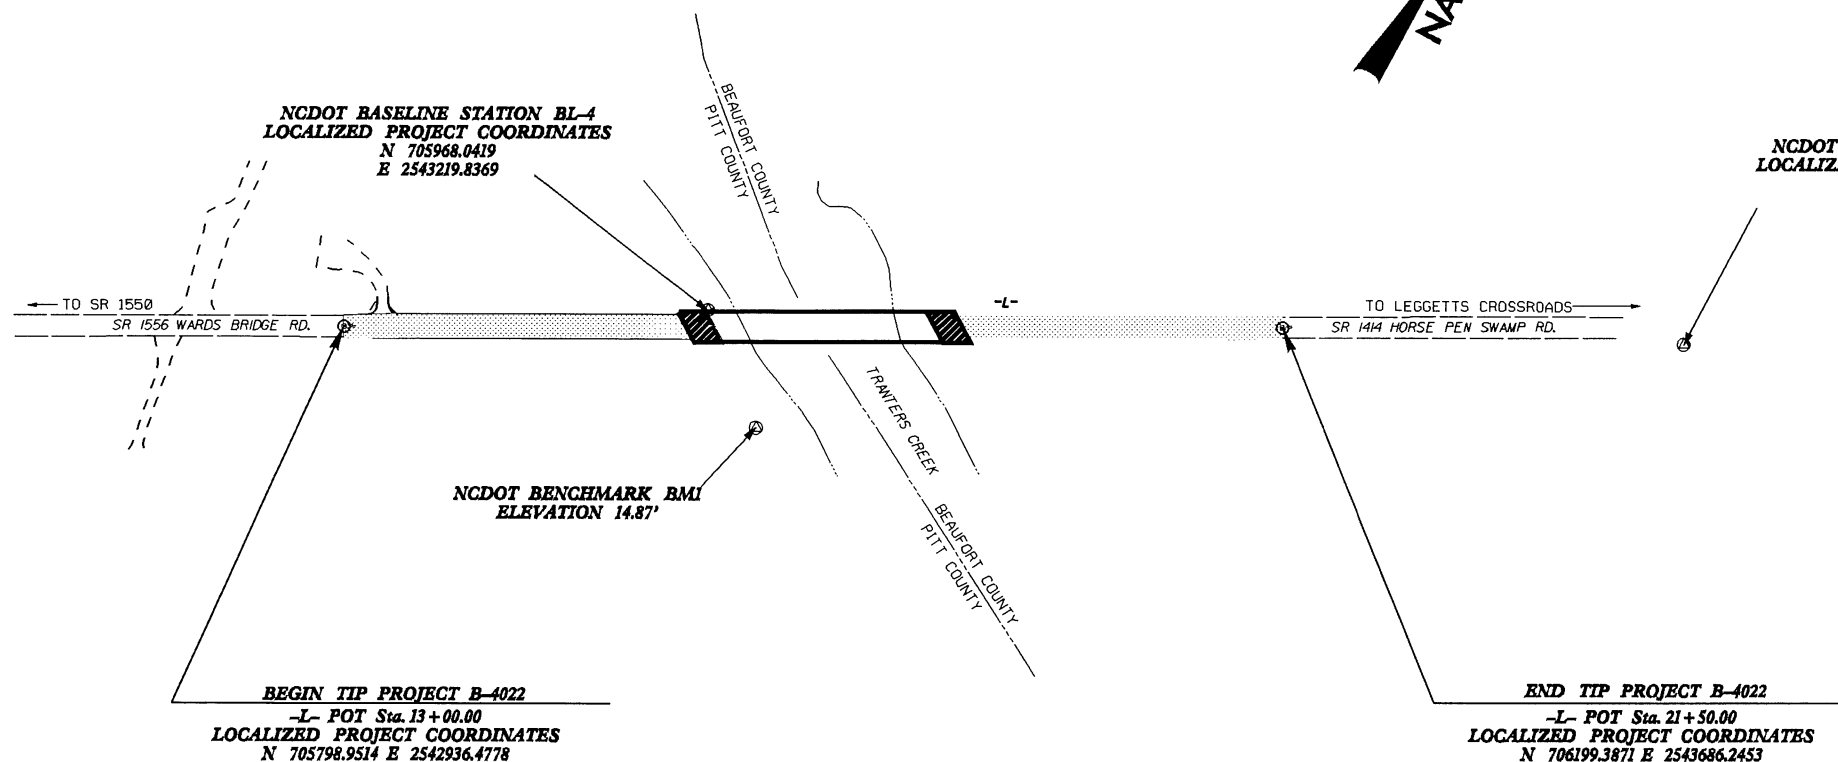 NA
NCDOT BASELINE STATION BL-4
LOCALIZED PROJECT COORDINATES
N 705968.0419
E 2543219.8369
BEAUFORT COUNTY
PITT COUNTY
NCDOT
LOCALIZ
TO SR 1550
SR 1556 WARDS BRIDGE RD.
-L-
TO LEGGETTS CROSSROADS
SR 1414 HORSE PEN SWAMP RD.
TRANTERS CREEK
NCDOT BENCHMARK BM1
ELEVATION 14.87'
BEAUFORT COUNTY
PITT COUNTY
BEGIN TIP PROJECT B-4022
-L- POT Sta. 13+00.00
LOCALIZED PROJECT COORDINATES
N 705798.9514 E 2542936.4778
END TIP PROJECT B-4022
-L- POT Sta. 21+50.00
LOCALIZED PROJECT COORDINATES
N 706199.3871 E 2543686.2453